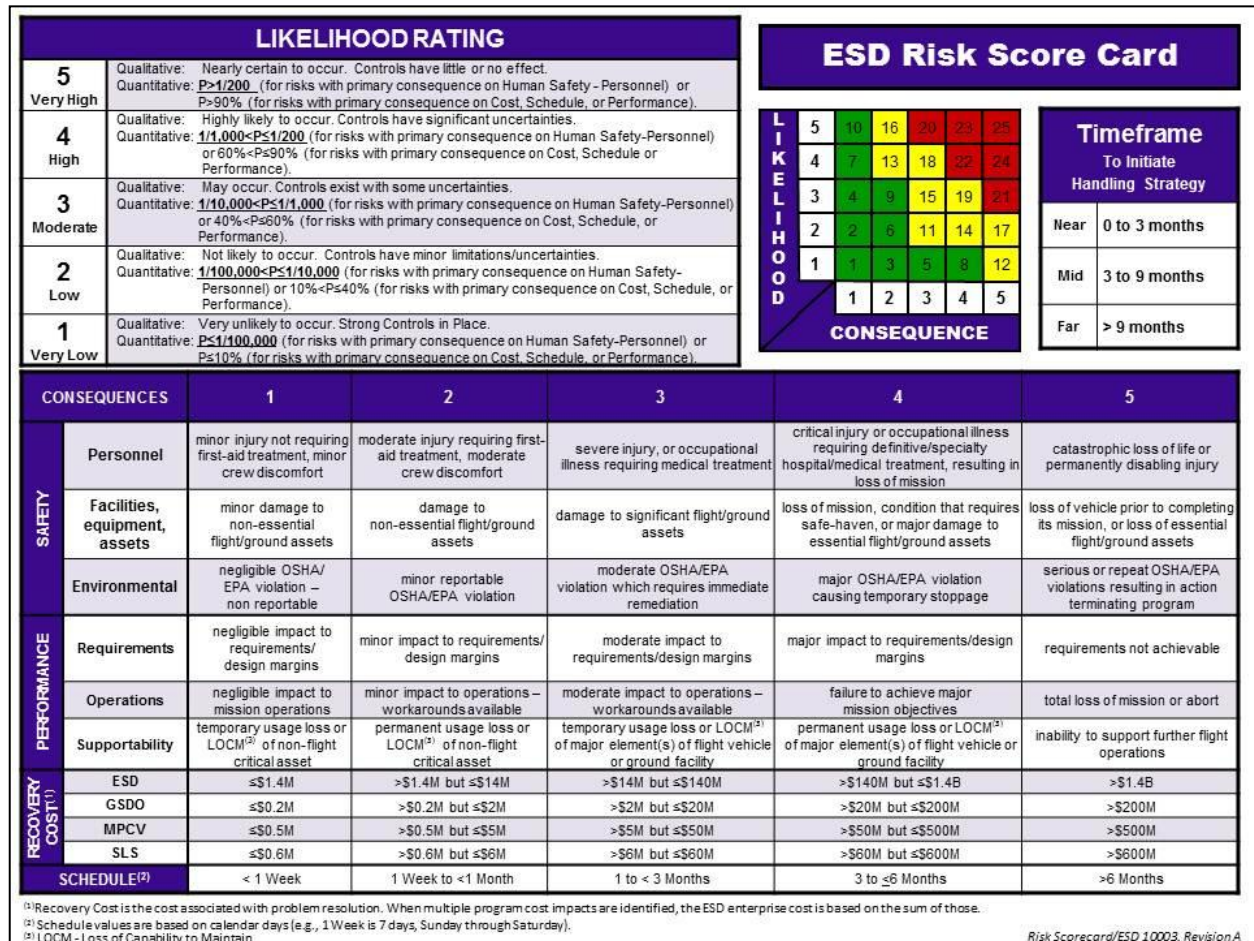 LIKELIHOOD RATING
5
Very High
Qualitative: Nearly certain to occur. Controls have little or no effect.
Quantitative: P>1/200 (for risks with primary consequence on Human Safety - Personnel) or
P>90% (for risks with primary consequence on Cost, Schedule, or Performance).
4
High
Qualitative: Highly likely to occur. Controls have significant uncertainties.
Quantitative: 1/1,000<P≤1/200 (for risks with primary consequence on Human Safety-Personnel)
or 60%<P≤90% (for risks with primary consequence on Cost, Schedule, or
Performance).
3
Moderate
Qualitative: May occur. Controls exist with some uncertainties.
Quantitative: 1/10,000<P≤1/1,000 (for risks with primary consequence on Human Safety-Personnel)
or 40%<P≤60% (for risks with primary consequence on Cost, Schedule, or
Performance).
2
Low
Qualitative: Not likely to occur. Controls have minor limitations/uncertainties.
Quantitative: 1/100,000<P≤1/10,000 (for risks with primary consequence on Human Safety-
Personnel) or 10%<P≤40% (for risks with primary consequence on Cost, Schedule, or
Performance).
1
Very Low
Qualitative: Very unlikely to occur. Strong Controls in Place.
Quantitative: P≤1/100,000 (for risks with primary consequence on Human Safety-Personnel) or
P≤10% (for risks with primary consequence on Cost, Schedule, or Performance).
ESD Risk Score Card
LIKELIHOOD
5 10 16 20 23 25
4 7 13 18 22 24
3 4 9 15 19 21
2 2 6 11 14 17
1 1 3 5 8 12
1 2 3 4 5
CONSEQUENCE
Timeframe
To Initiate
Handling Strategy
Near 0 to 3 months
Mid 3 to 9 months
Far > 9 months
CONSEQUENCES 1 2 3 4 5
SAFETY
Personnel
minor injury not requiring
first-aid treatment, minor
crew discomfort
moderate injury requiring first-
aid treatment, moderate
crew discomfort
severe injury, or occupational
illness requiring medical treatment
critical injury or occupational illness
requiring definitive/specialty
hospital/medical treatment, resulting in
loss of mission
catastrophic loss of life or
permanently disabling injury
Facilities,
equipment,
assets
minor damage to
non-essential
flight/ground assets
damage to
non-essential flight/ground
assets
damage to significant flight/ground
assets
loss of mission, condition that requires
safe-haven, or major damage to
essential flight/ground assets
loss of vehicle prior to completing
its mission, or loss of essential
flight/ground assets
Environmental
negligible OSHA/
EPA violation –
non reportable
minor reportable
OSHA/EPA violation
moderate OSHA/EPA
violation which requires immediate
remediation
major OSHA/EPA violation
causing temporary stoppage
serious or repeat OSHA/EPA
violations resulting in action
terminating program
PERFORMANCE
Requirements
negligible impact to
requirements/
design margins
minor impact to requirements/
design margins
moderate impact to
requirements/design margins
major impact to requirements/design
margins
requirements not achievable
Operations
negligible impact to
mission operations
minor impact to operations –
workarounds available
moderate impact to operations –
workarounds available
failure to achieve major
mission objectives
total loss of mission or abort
Supportability
temporary usage loss or
LOCM(3) of non-flight
critical asset
permanent usage loss or
LOCM(3) of non-flight
critical asset
temporary usage loss or LOCM(3)
of major element(s) of flight vehicle
or ground facility
permanent usage loss or LOCM(3)
of major element(s) of flight vehicle or
ground facility
inability to support further flight
operations
RECOVERY
COST(1)
ESD ≤$1.4M >$1.4M but ≤$14M >$14M but ≤$140M >$140M but ≤$1.4B >$1.4B
GSDO ≤$0.2M >$0.2M but ≤$2M >$2M but ≤$20M >$20M but ≤$200M >$200M
MPCV ≤$0.5M >$0.5M but ≤$5M >$5M but ≤$50M >$50M but ≤$500M >$500M
SLS ≤$0.6M >$0.6M but ≤$6M >$6M but ≤$60M >$60M but ≤$600M >$600M
SCHEDULE(2) < 1 Week 1 Week to <1 Month 1 to < 3 Months 3 to ≤6 Months >6 Months
(1)Recovery Cost is the cost associated with problem resolution. When multiple program cost impacts are identified, the ESD enterprise cost is based on the sum of those.
(2) Schedule values are based on calendar days (e.g., 1 Week is 7 days, Sunday through Saturday).
(3) LOCM - Loss of Capability to Maintain
Risk Scorecard/ESD 10003, Revision A